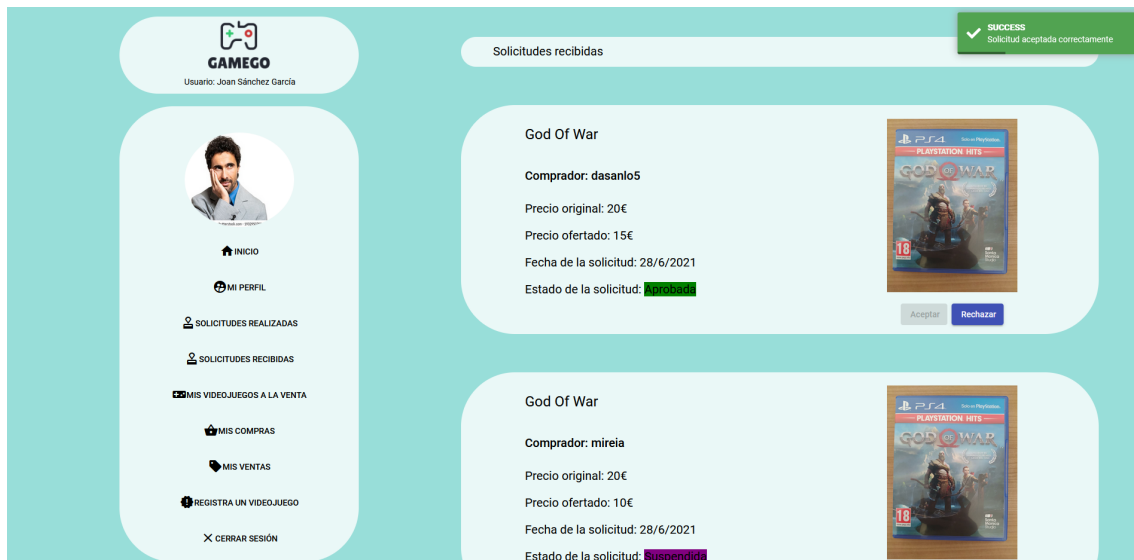 GAMEGO
Usuario: Joan Sánchez García
INICIO
MI PERFIL
SOLICITUDES REALIZADAS
SOLICITUDES RECIBIDAS
MIS VIDEOJUEGOS A LA VENTA
MIS COMPRAS
MIS VENTAS
REGISTRA UN VIDEOJUEGO
CERRAR SESIÓN
Solicitudes recibidas
SUCCESS
Solicitud aceptada correctamente
God Of War
Comprador: dasanlo5
Precio original: 20€
Precio ofertado: 15€
Fecha de la solicitud: 28/6/2021
Estado de la solicitud: Aprobada
PS4
PLAYSTATION HITS
GOD OF WAR
18
Aceptar
Rechazar
God Of War
Comprador: mireia
Precio original: 20€
Precio ofertado: 10€
Fecha de la solicitud: 28/6/2021
Estado de la solicitud: Suspendida
PS4
PLAYSTATION HITS
GOD OF WAR
18